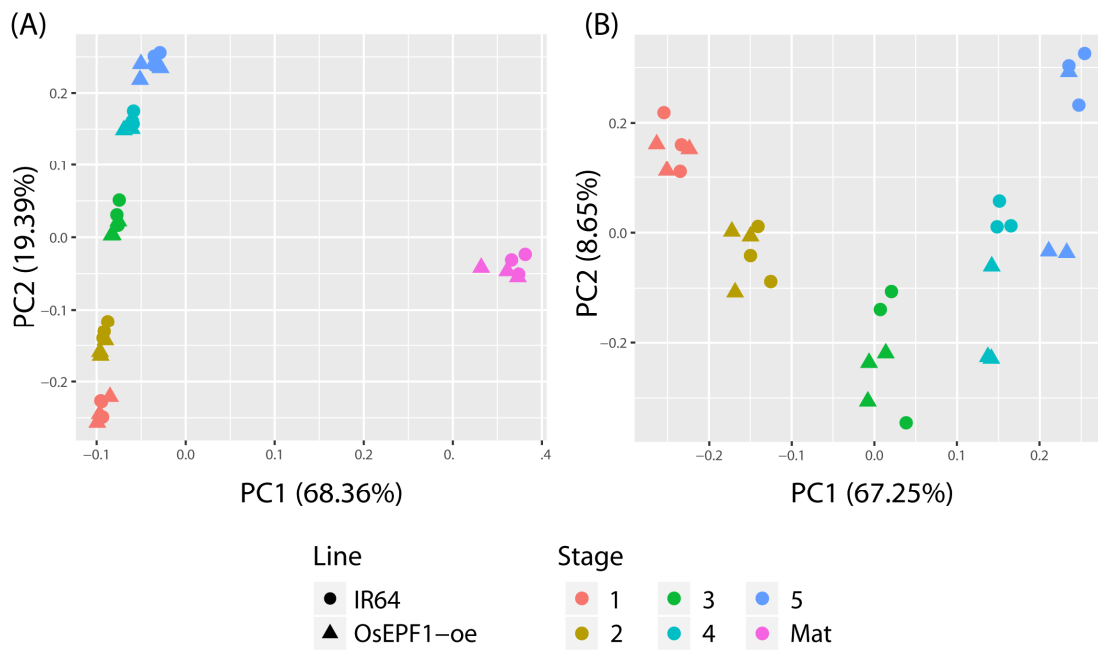 (A)
(B)
PC2 (19.39%)
0.2
0.1
0.0
−0.1
−0.2
−0.1 0.0 0.1 0.2 0. .4
PC1 (68.36%)
PC2 (8.65%)
0.2
0.0
−0.2
−0.2 −0.1 0.0 0.1 0.2
PC1 (67.25%)
Line
IR64
OsEPF1−oe
Stage
1 3 5
2 4 Mat